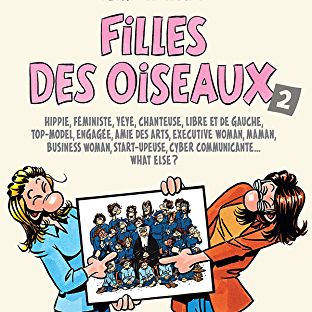 FILLES
DES OISEAUX 2
HIPPIE, FÉMINISTE, YEYÉ, CHANTEUSE, LIBRE ET DE GAUCHE,
TOP-MODEL, ENGAGÉE, AMIE DES ARTS, EXECUTIVE WOMAN, MAMAN,
BUSINESS WOMAN, START-UPEUSE, CYBER COMMUNICANTE...
WHAT ELSE ?